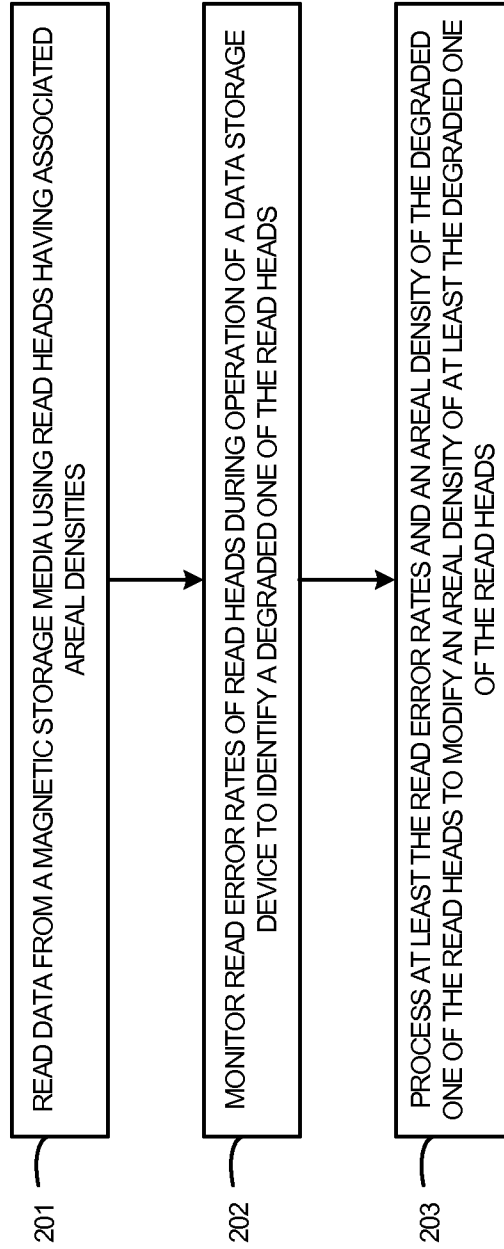 201
READ DATA FROM A MAGNETIC STORAGE MEDIA USING READ HEADS HAVING ASSOCIATED
AREAL DENSITIES
202
MONITOR READ ERROR RATES OF READ HEADS DURING OPERATION OF A DATA STORAGE
DEVICE TO IDENTIFY A DEGRADED ONE OF THE READ HEADS
203
PROCESS AT LEAST THE READ ERROR RATES AND AN AREAL DENSITY OF THE DEGRADED
ONE OF THE READ HEADS TO MODIFY AN AREAL DENSITY OF AT LEAST THE DEGRADED ONE
OF THE READ HEADS